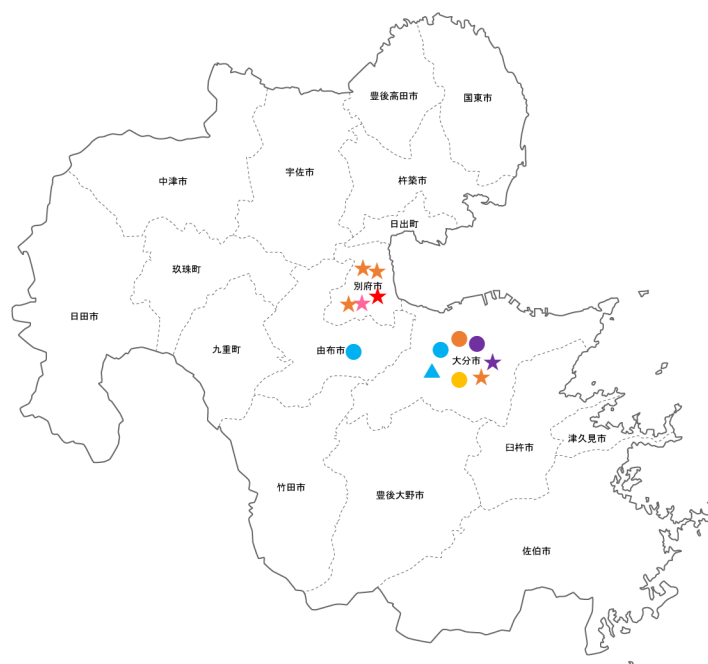 豊後高田市
国東市
中津市
宇佐市
杵築市
日出町
玖珠町
別府市
日田市
九重町
由布市
大分市
津久見市
臼杵市
竹田市
豊後大野市
佐伯市